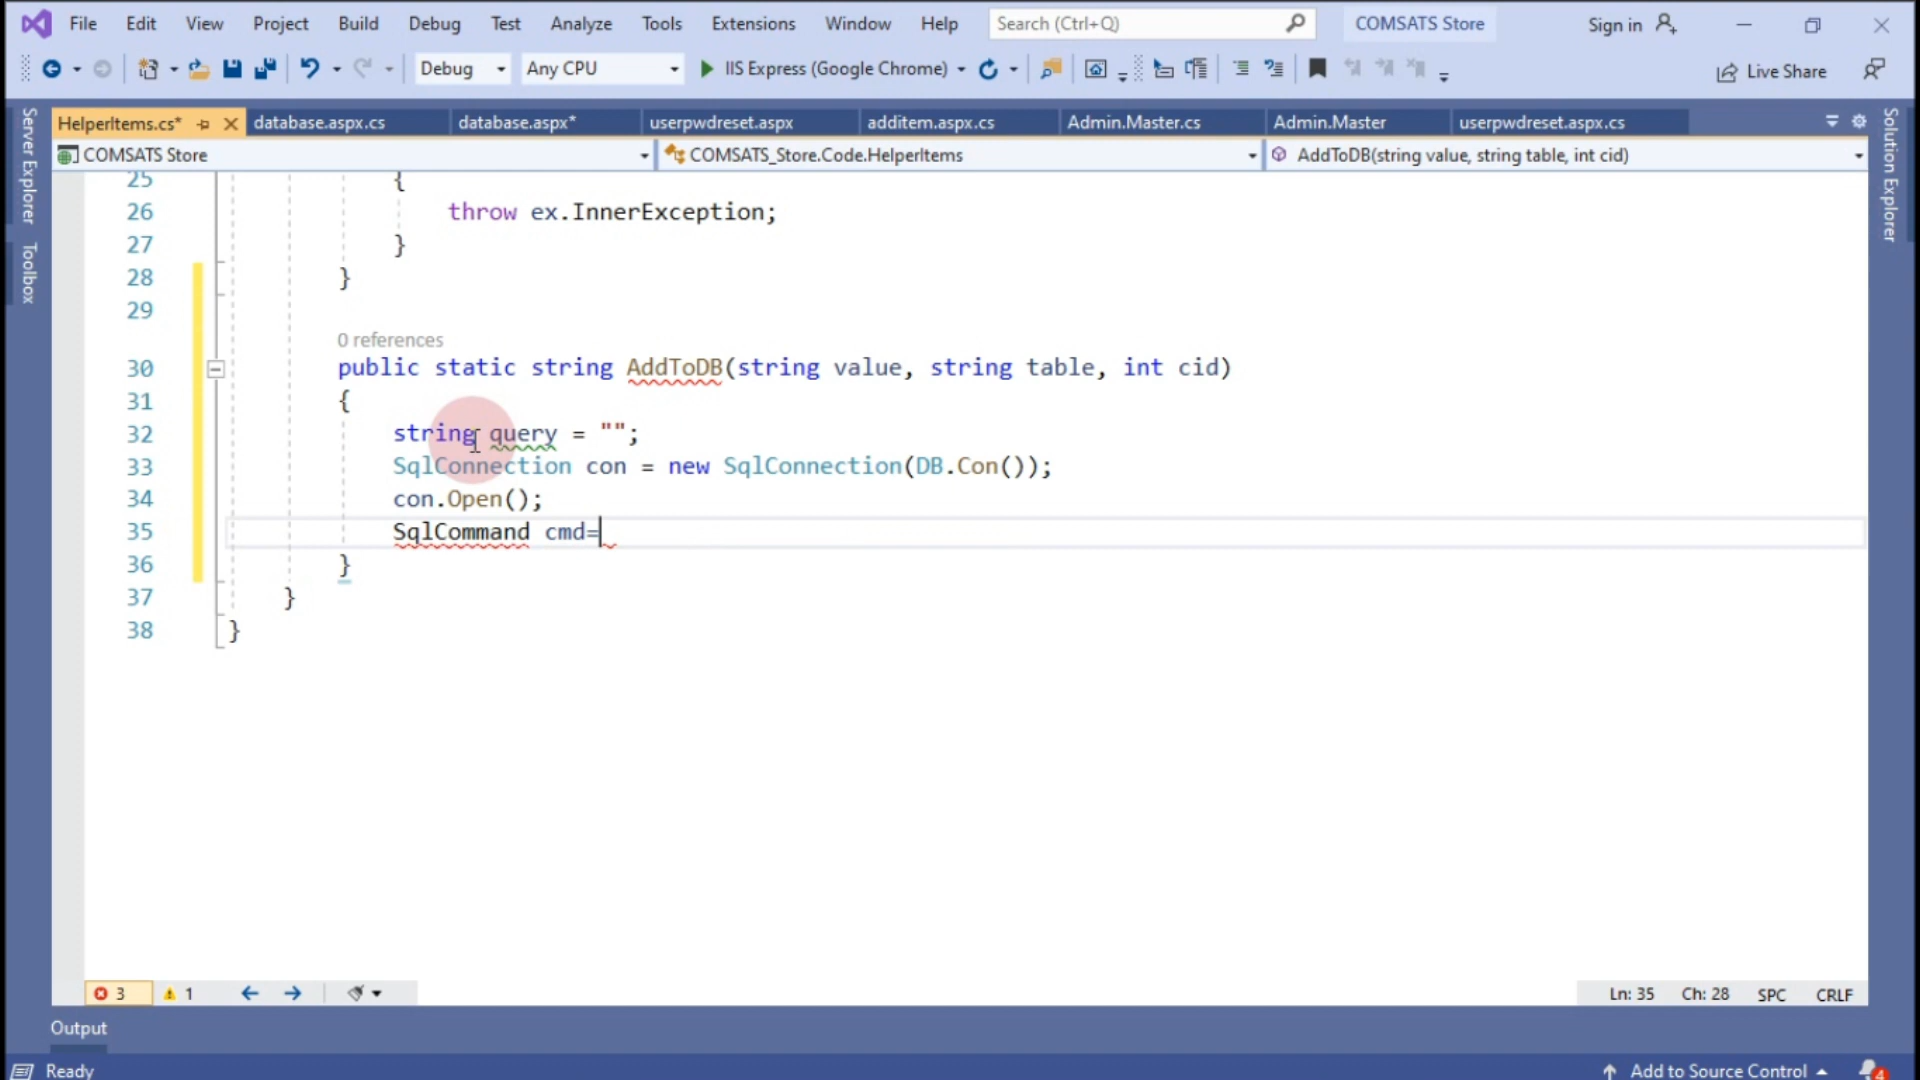 File Edit View Project Build Debug Test Analyze Tools Extensions Window Help Search (Ctrl+Q) COMSATS Store Sign in
Debug Any CPU IIS Express (Google Chrome) Live Share
HelperItems.cs* database.aspx.cs database.aspx* userpwdreset.aspx additem.aspx.cs Admin.Master.cs Admin.Master userpwdreset.aspx.cs
COMSATS Store COMSATS_Store.Code.HelperItems AddToDB(string value, string table, int cid)
Server Explorer
Toolbox
Solution Explorer
25 {
26 throw ex.InnerException;
27 }
28 }
29
0 references
30 public static string AddToDB(string value, string table, int cid)
31 {
32 string query = "";
33 SqlConnection con = new SqlConnection(DB.Con());
34 con.Open();
35 SqlCommand cmd=
36 }
37 }
38 }
3 1 Ln: 35 Ch: 28 SPC CRLF
Output
Ready Add to Source Control 4